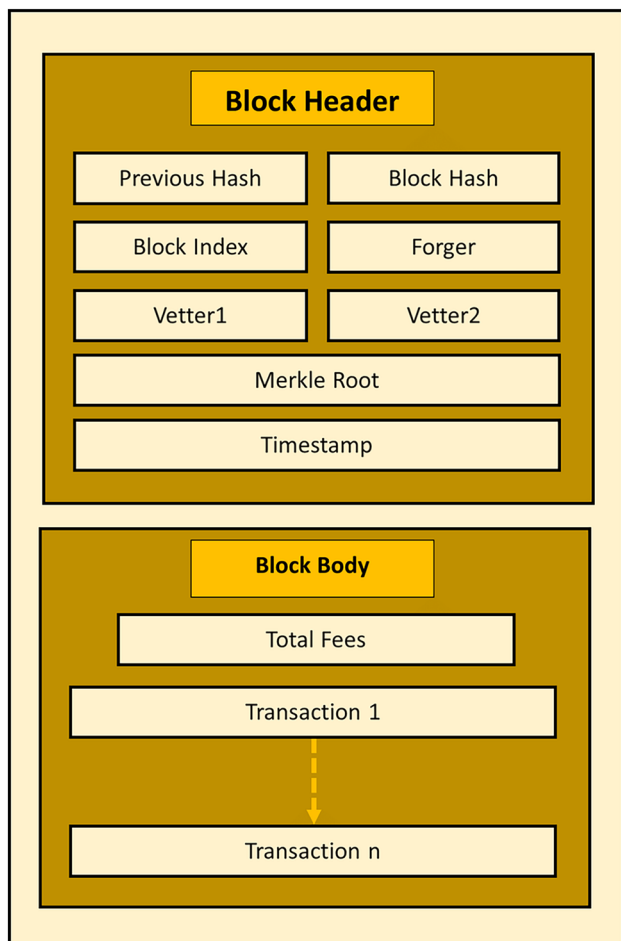 Block Header
Previous Hash
Block Hash
Block Index
Forger
Vetter1
Vetter2
Merkle Root
Timestamp
Block Body
Total Fees
Transaction 1
Transaction n